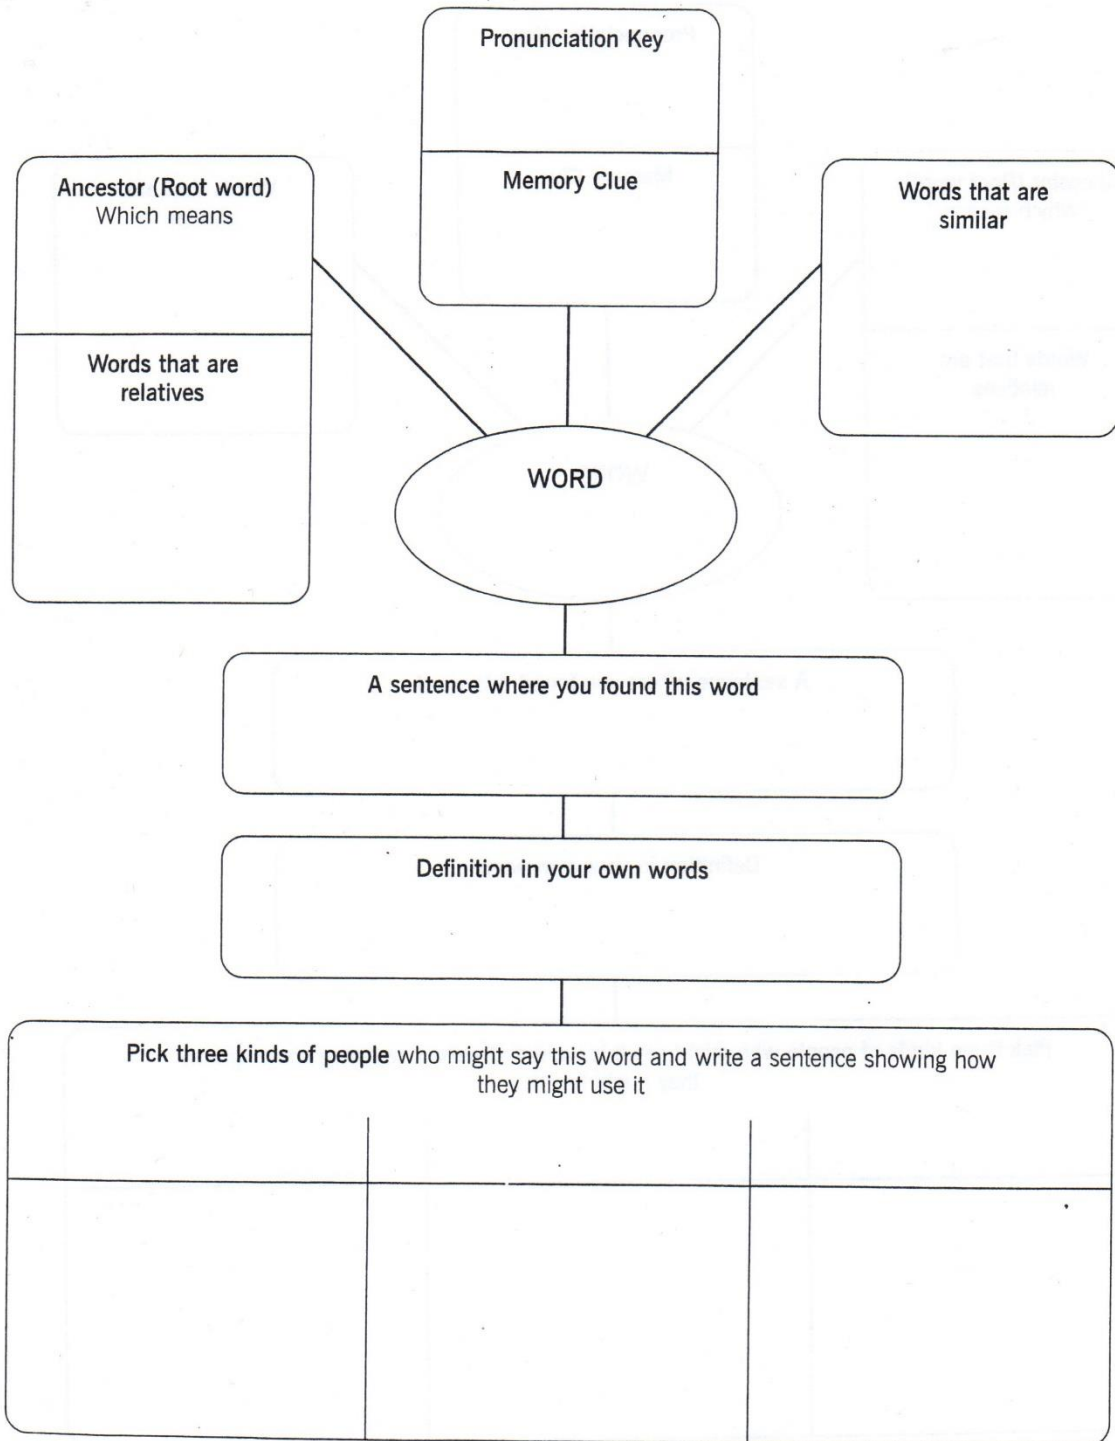 Pronunciation Key
Memory Clue
Ancestor (Root word)
Which means
Words that are
relatives
Words that are
similar
WORD
A sentence where you found this word
Definition in your own words
Pick three kinds of people who might say this word and write a sentence showing how
they might use it